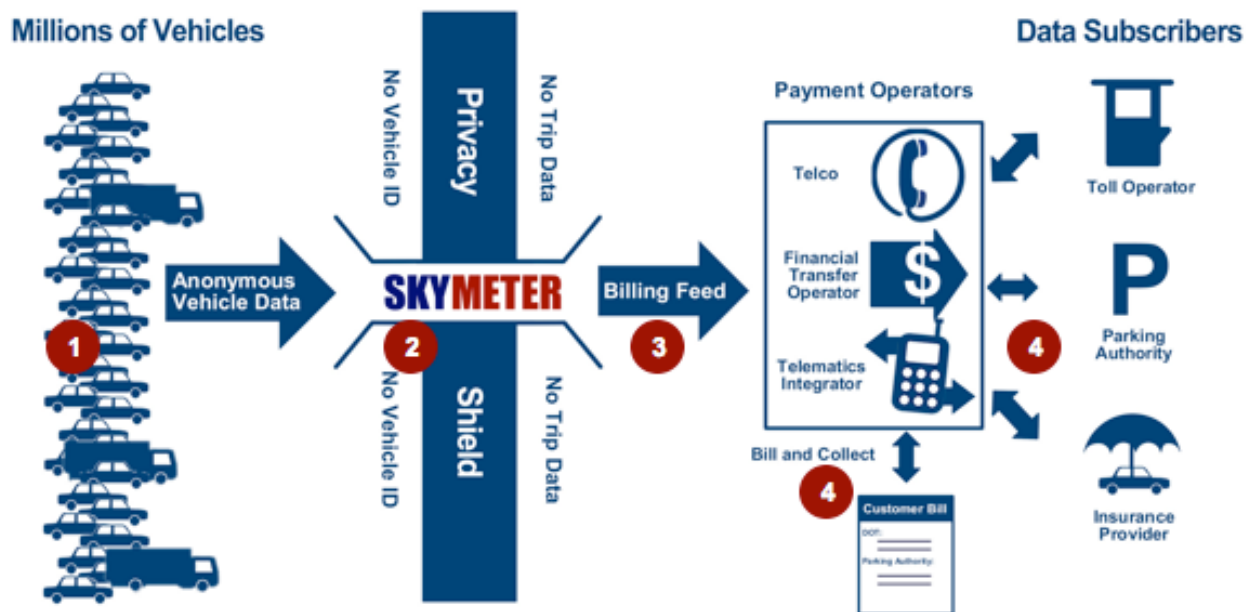 Millions of Vehicles
1
Anonymous
Vehicle Data
No Vehicle ID
Privacy
No Trip Data
SKYMETER
2
No Vehicle ID
Shield
No Trip Data
Billing Feed
3
Payment Operators
Telco
Financial
Transfer
Operator
$
Telematics
Integrator
Bill and Collect
4
Customer Bill
DOT:
Parking Authority:
4
Data Subscribers
Toll Operator
P
Parking
Authority
Insurance
Provider